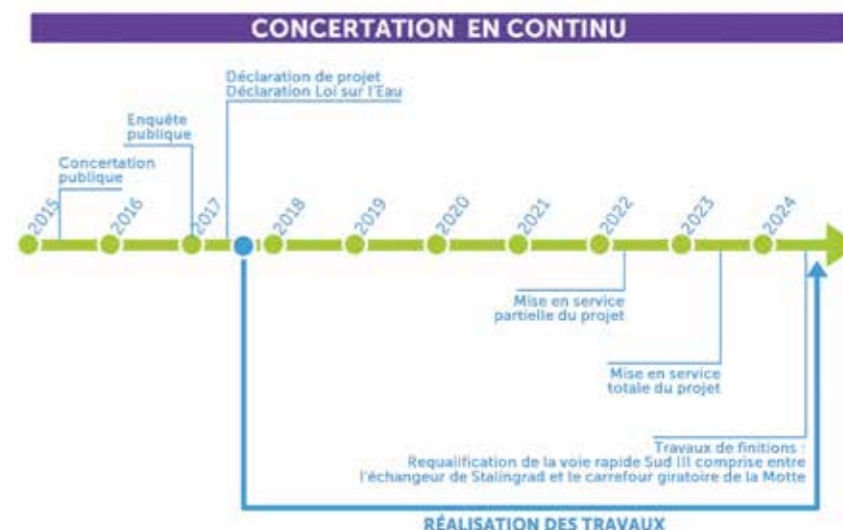 CONCERTATION EN CONTINU
Déclaration de projet
Déclaration Loi sur l'Eau
Enquête
publique
Concertation
publique
2015
2016
2017
2018
2019
2020
2021
2022
2023
2024
Mise en service
partielle du projet
Mise en service
totale du projet
Travaux de finitions :
Requalification de la voie rapide Sud III comprise entre
l'échangeur de Stalingrad et le carrefour giratoire de la Motte
RÉALISATION DES TRAVAUX